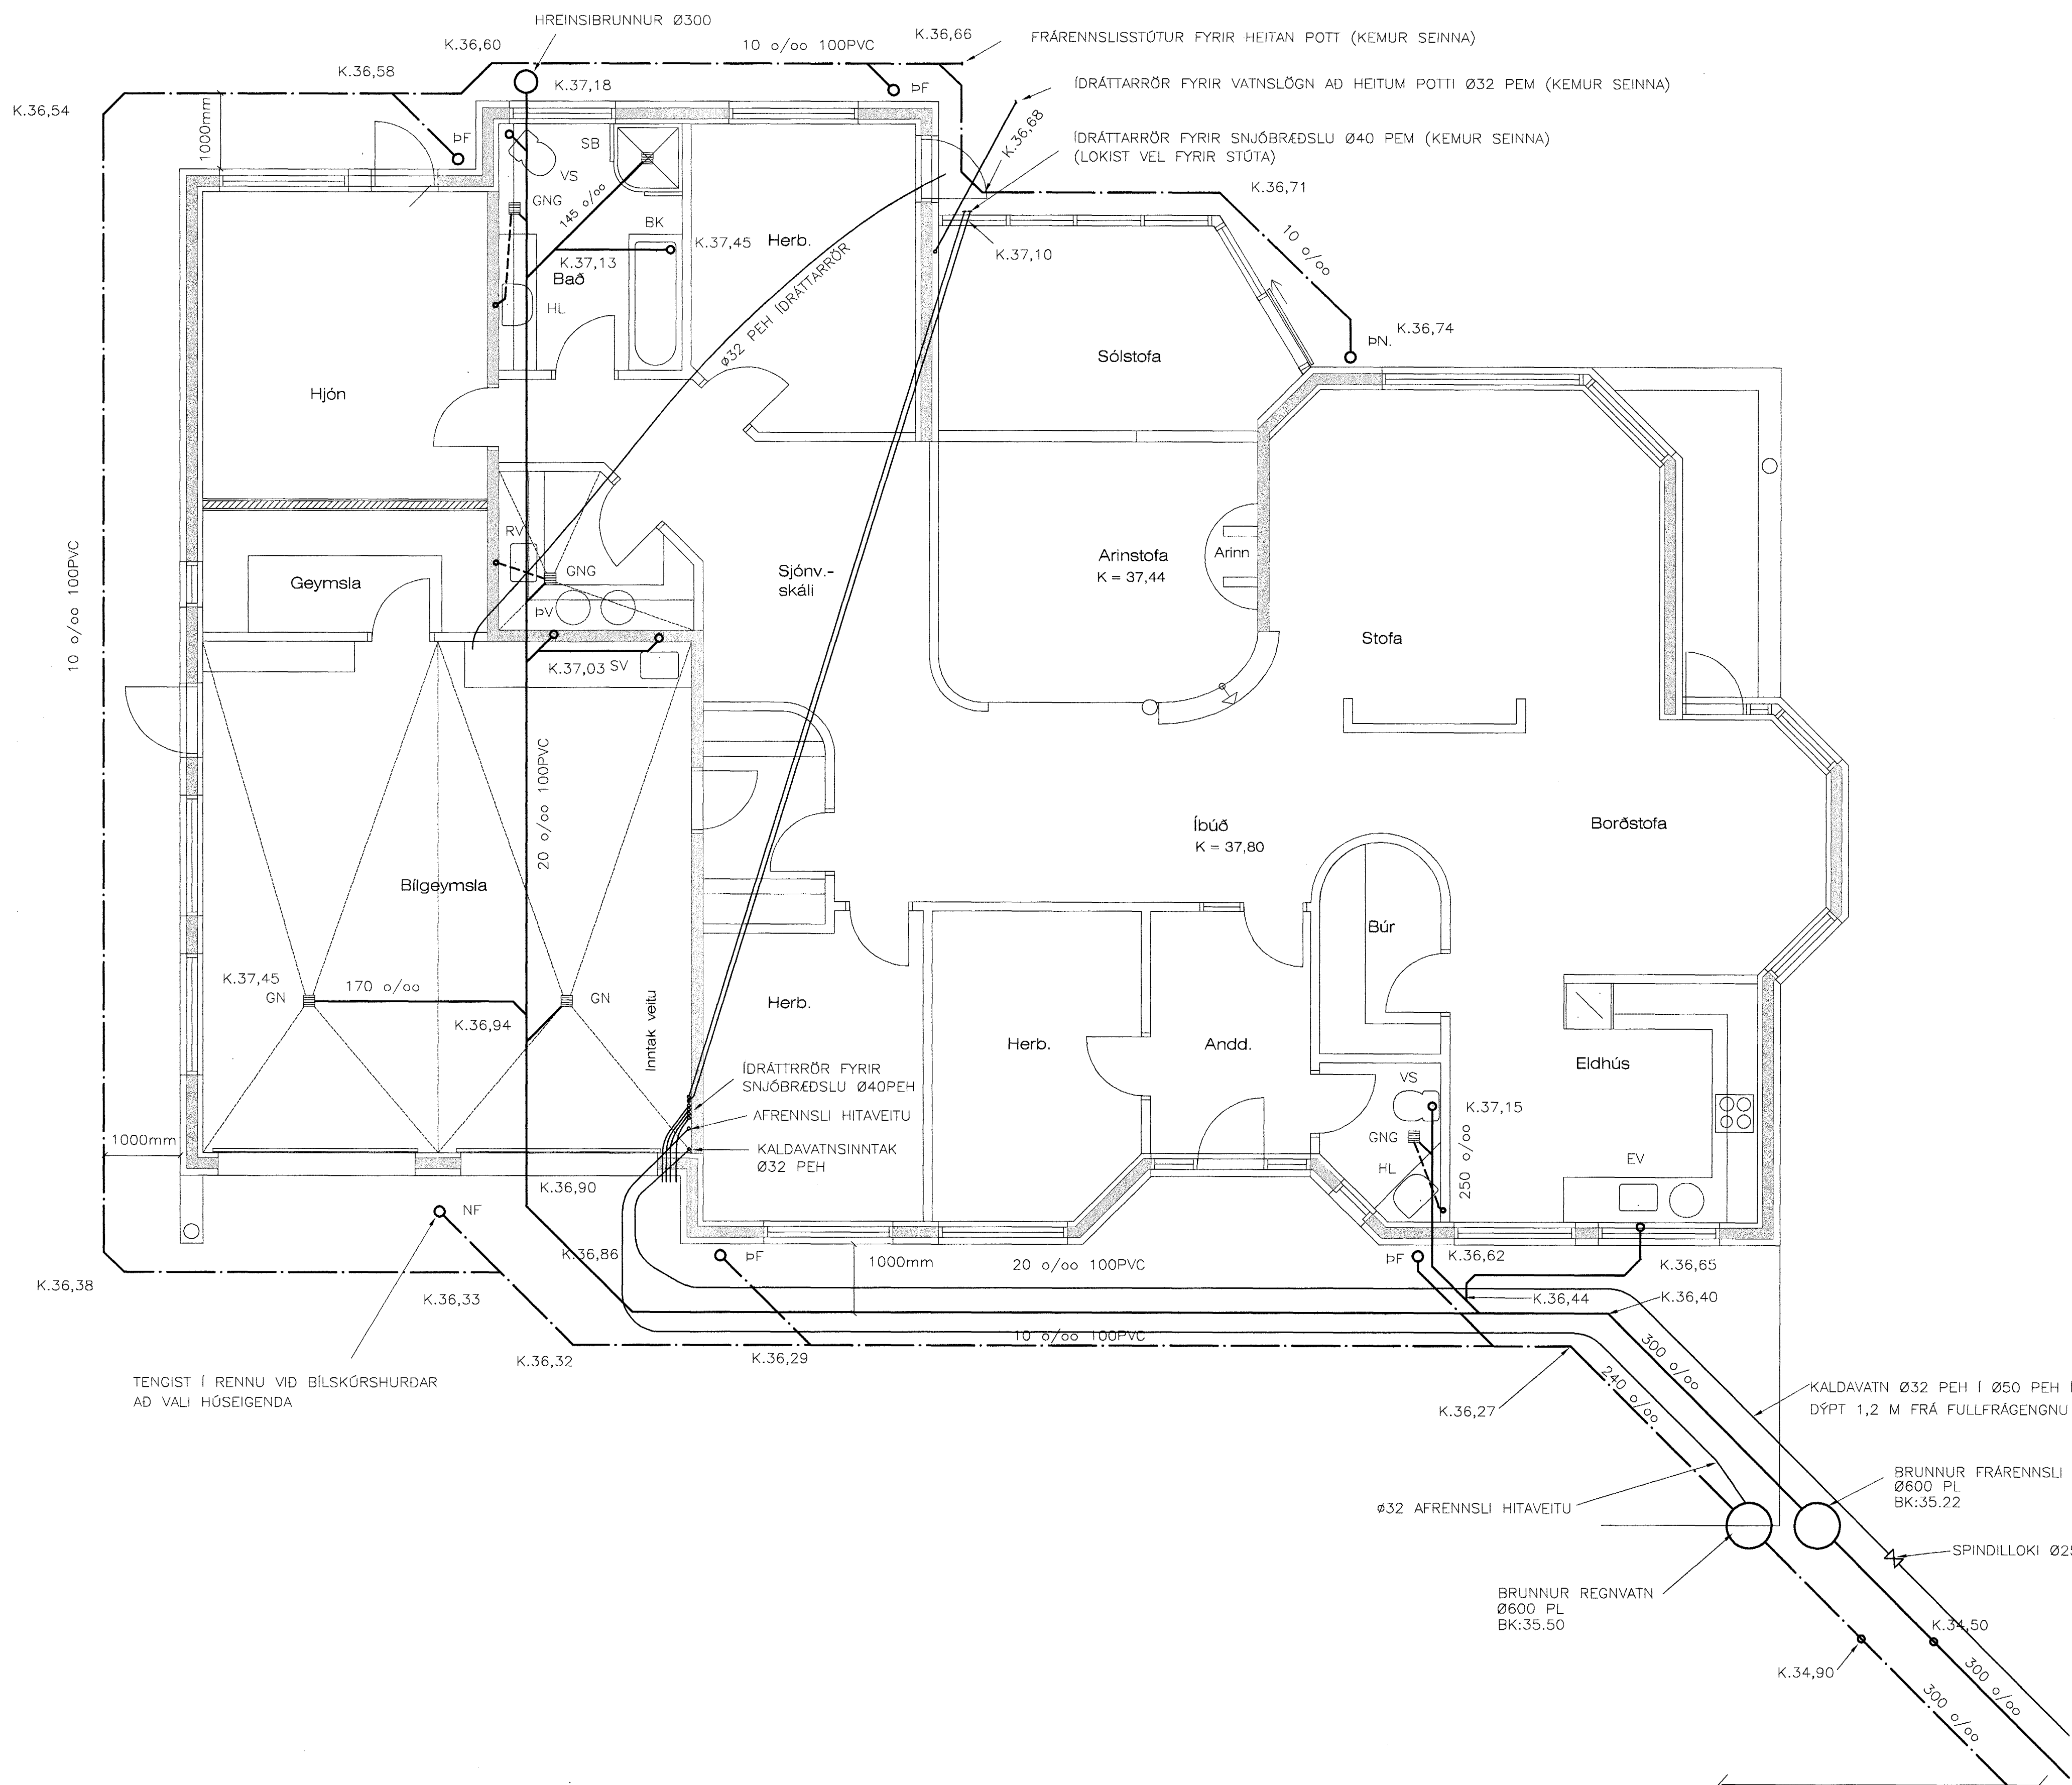 HREINSIBRUNNUR Ø300
K.36,60
10 o/oo 100PVC
K.36,66
FRÁRENNSLISSTÚTUR FYRIR HEITAN POTT (KEMUR SEINNA)
K.36,58
K.37,18
ÞF
ÍDRÁTTARRÖR FYRIR VATNSLÖGN AÐ HEITUM POTTI Ø32 PEM (KEMUR SEINNA)
K.36,54
1000mm
ÞF
SB
K.36,68
ÍDRÁTTARRÖR FYRIR SNJÓBRÆÐSLU Ø40 PEM (KEMUR SEINNA)
(LOKIST VEL FYRIR STÚTA)
VS
GNG
145 o/oo
BK
K.36,71
K.37,45
Herb.
K.37,13
Bað
K.37,10
10 o/oo
HL
Ø32 PEH ÍDRÁTTARRÖR
K.36,74
ÞN.
Sólstofa
Hjón
RV
GNG
Geymsla
ÞV
Sjónv.-
skáli
Arinstofa
K = 37,44
Arinn
10 o/oo 100PVC
Stofa
K.37,03
SV
20 o/oo 100PVC
Íbúð
K = 37,80
Borðstofa
Bílgeymsla
Búr
K.37,45
GN
170 o/oo
GN
K.36,94
Inntak veitu
Herb.
Herb.
Andd.
Eldhús
ÍDRÁTTRRÖR FYRIR
SNJÓBRÆÐSLU Ø40PEH
AFRENNSLI HITAVEITU
VS
K.37,15
GNG
1000mm
KALDAVATNSINNTAK
Ø32 PEH
HL
250 o/oo
EV
K.36,90
NF
K.36,86
ÞF
1000mm
20 o/oo 100PVC
ÞF
K.36,62
K.36,65
K.36,38
K.36,33
K.36,44
K.36,40
10 o/oo 100PVC
K.36,32
K.36,29
300 o/oo
TENGIST Í RENNU VIÐ BÍLSKÚRSHURÐAR
AÐ VALI HÚSEIGENDA
240 o/oo
KALDAVATN Ø32 PEH Í Ø50 PEH
DÝPT 1,2 M FRÁ FULLFRÁGENGNU
K.36,27
BRUNNUR FRÁRENNSLI
Ø600 PL
BK:35.22
ø32 AFRENNSLI HITAVEITU
SPINDILLOKI Ø25
BRUNNUR REGNVATN
Ø600 PL
BK:35.50
K.34,50
K.34,90
300 o/oo
300 o/oo